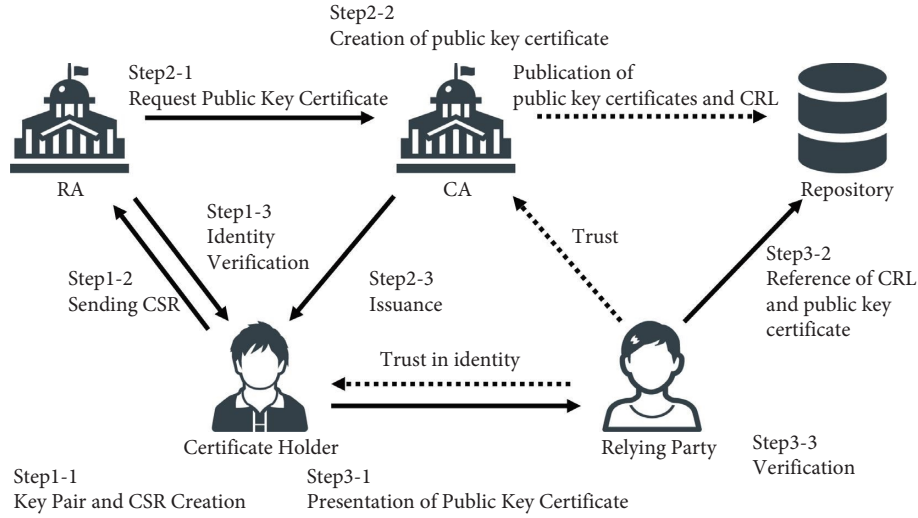 Step2-2
Creation of public key certificate
Step2-1
Request Public Key Certificate
Publication of
public key certificates and CRL
RA
CA
Repository
Step1-3
Identity
Verification
Trust
Step1-2
Sending CSR
Step2-3
Issuance
Step3-2
Reference of CRL
and public key
certificate
Trust in identity
Certificate Holder
Relying Party
Step3-3
Verification
Step1-1
Key Pair and CSR Creation
Step3-1
Presentation of Public Key Certificate